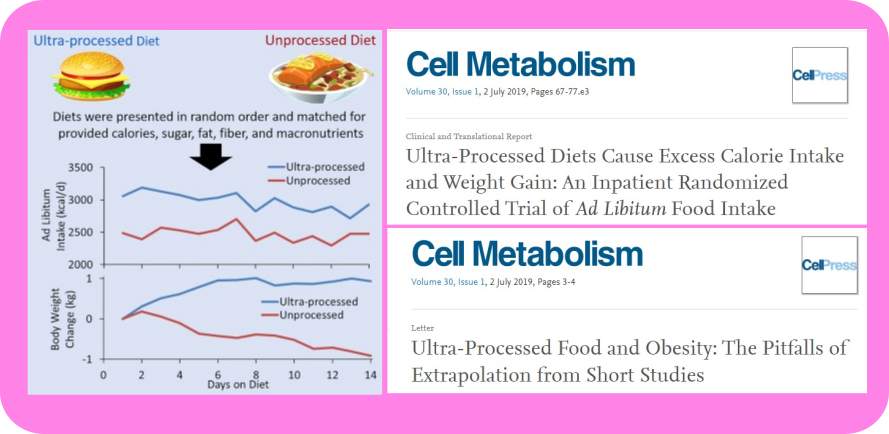 Ultra-processed Diet
Unprocessed Diet
Diets were presented in random order and matched for
provided calories, sugar, fat, fiber, and macronutrients
3500
3000
2500
2000
Ad Libitum
Intake (kcal/d)
Ultra-processed
Unprocessed
1
0
-1
Body Weight
Change (kg)
Ultra-processed
Unprocessed
0 2 4 6 8 10 12 14
Days on Diet
Cell Metabolism
CellPress
Volume 30, Issue 1, 2 July 2019, Pages 67-77.e3
Clinical and Translational Report
Ultra-Processed Diets Cause Excess Calorie Intake
and Weight Gain: An Inpatient Randomized
Controlled Trial of Ad Libitum Food Intake
Cell Metabolism
CellPress
Volume 30, Issue 1, 2 July 2019, Pages 3-4
Letter
Ultra-Processed Food and Obesity: The Pitfalls of
Extrapolation from Short Studies